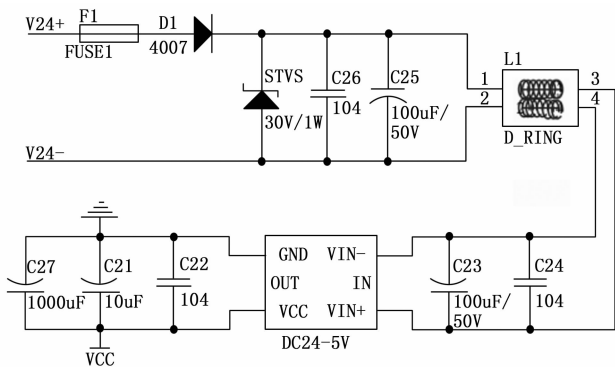 V24+
F1
FUSE1
D1
4007
STVS
30V/1W
C26
104
C25
100uF/
50V
L1
1
2
3
4
D_RING
V24-
C27
1000uF
C21
10uF
C22
104
GND VIN-
OUT IN
VCC VIN+
DC24-5V
C23
100uF/
50V
C24
104
VCC